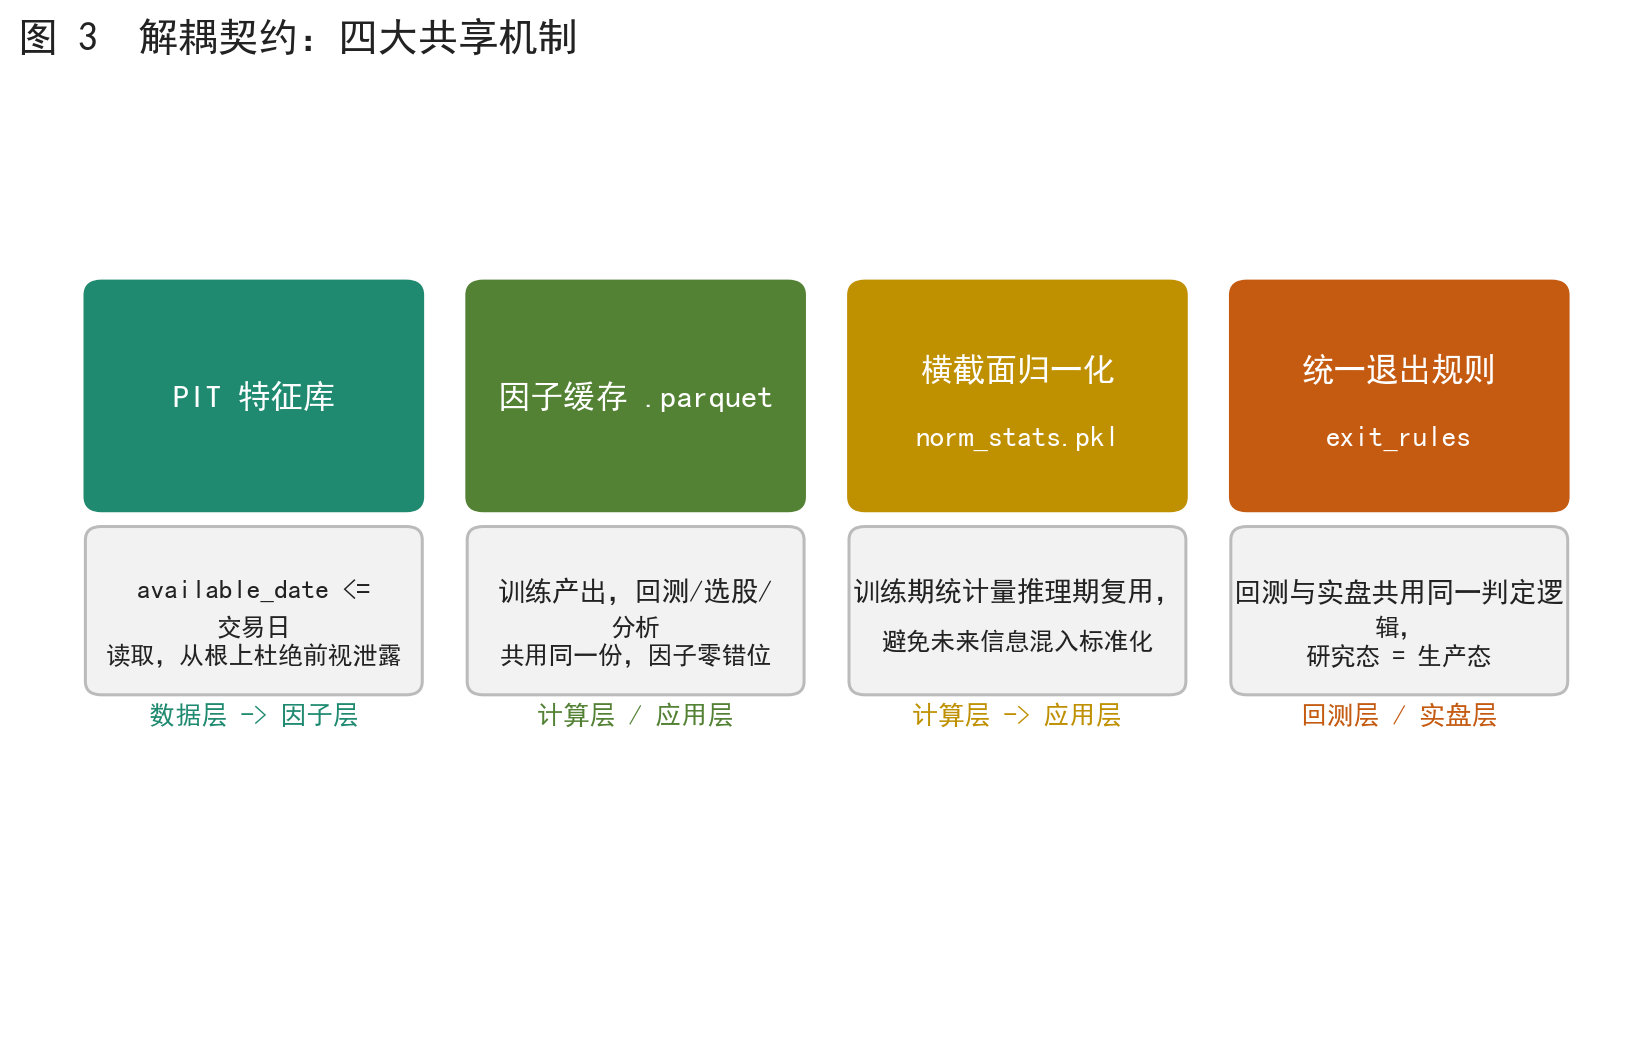 图 3  解耦契约：四大共享机制
PIT 特征库
available_date <=
交易日
读取，从根上杜绝前视泄露
数据层 -> 因子层
因子缓存 .parquet
训练产出，回测/选股/
分析
共用同一份，因子零错位
计算层 / 应用层
横截面归一化
norm_stats.pkl
训练期统计量推理期复用，
避免未来信息混入标准化
计算层 -> 应用层
统一退出规则
exit_rules
回测与实盘共用同一判定逻
辑，
研究态 = 生产态
回测层 / 实盘层